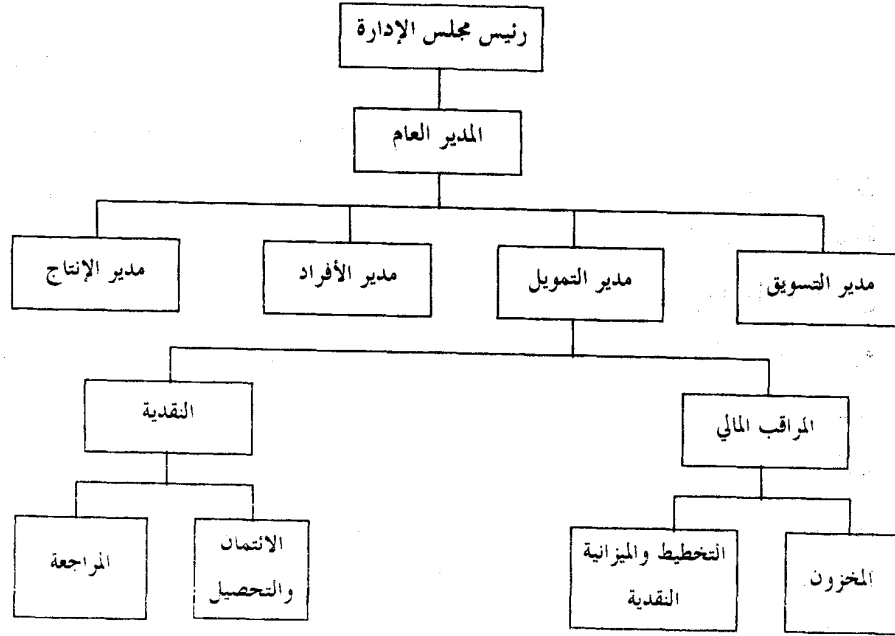 رئيس مجلس الإدارة
المدير العام
مدير التسويق
مدير التمويل
مدير الأفراد
مدير الإنتاج
المراقب المالي
النقدية
المخزون
التخطيط والميزانية
النقدية
الائتمان
والتحصيل
المراجعة